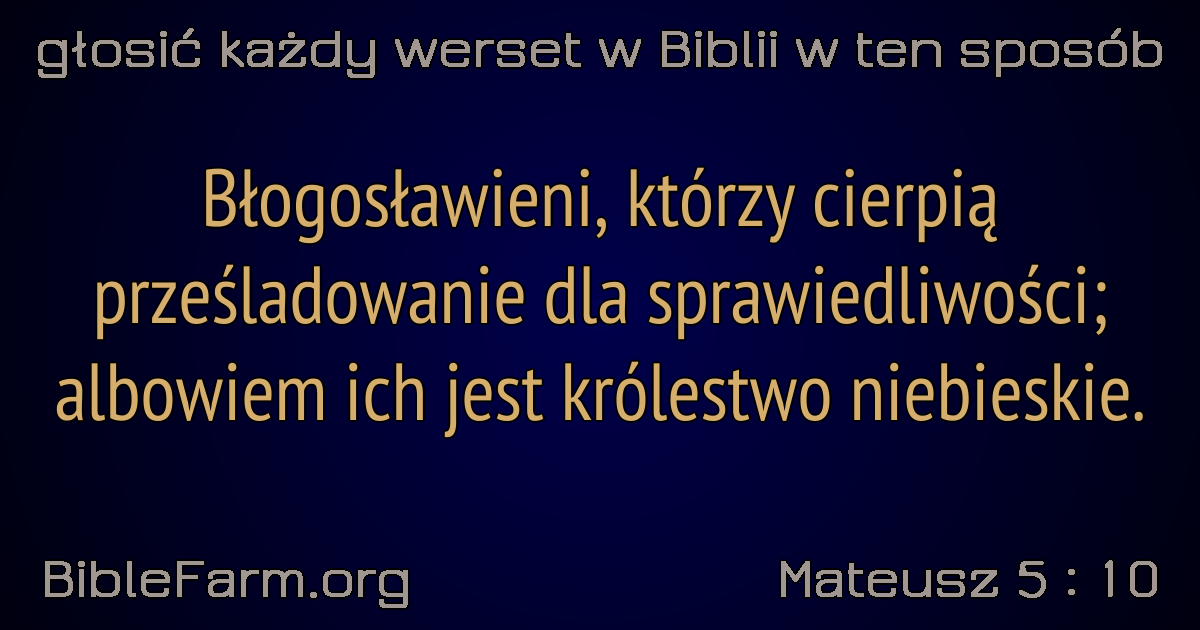 głosić każdy werset w Biblii w ten sposób
Błogosławieni, którzy cierpią
prześladowanie dla sprawiedliwości;
albowiem ich jest królestwo niebieskie.
BibleFarm.org
Mateusz 5 : 10